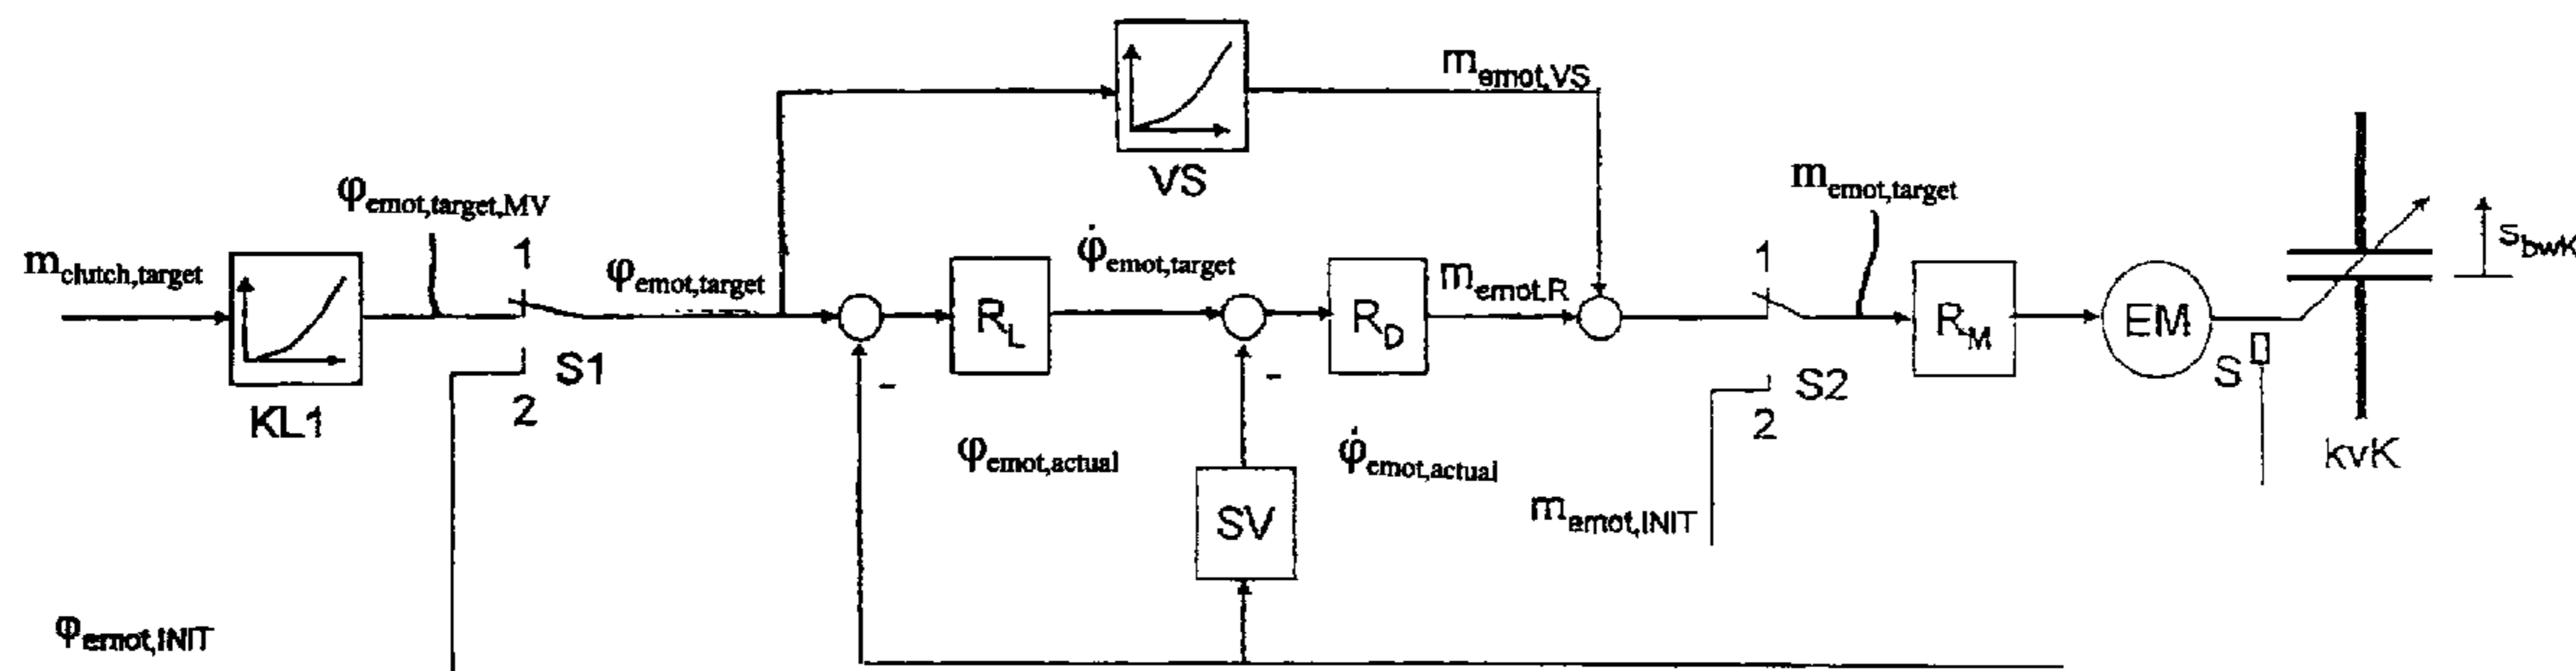 m_emot,VS
VS
φ_emot,target,MV
m_emot,target
m_clutch,target
1
φ_emot,target
φ̇_emot,target
m_emot,R
1
s_bwK
R_L
R_D
R_M
EM
S
KL1
2
S1
-
-
2
S2
φ_emot,actual
φ̇_emot,actual
kvK
SV
m_emot,INIT
φ_emot,INIT